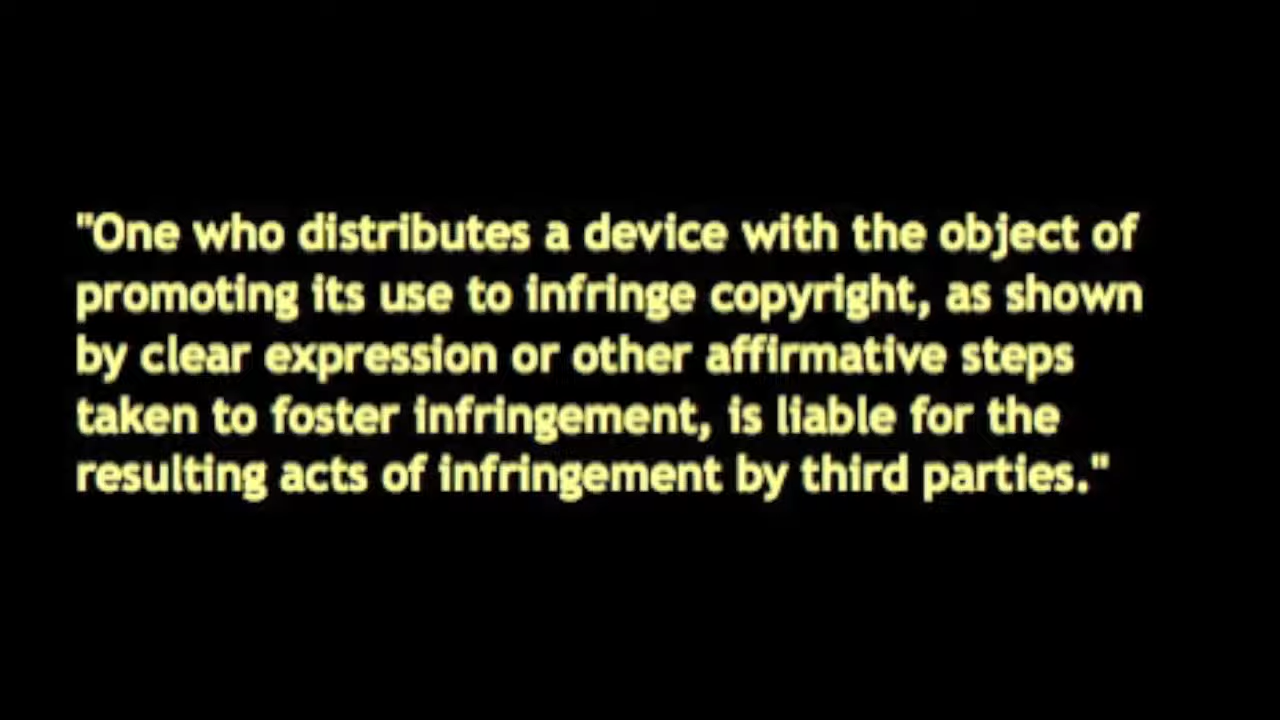 "One who distributes a device with the object of
promoting its use to infringe copyright, as shown
by clear expression or other affirmative steps
taken to foster infringement, is liable for the
resulting acts of infringement by third parties."